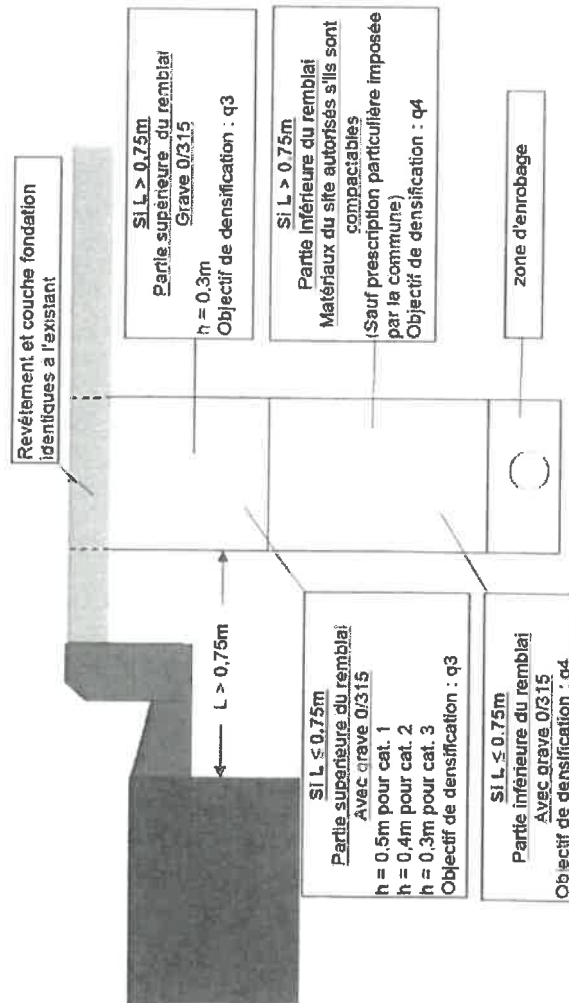 Revêtement et couche fondation
identiques a l'existant
Si L > 0,75m
Partie supérieure du remblai
Grave 0/315
h = 0,3m
Objectif de densification : q3
L > 0,75m
Si L > 0.75m
Partie Inférieure du remblai
Matériaux du site autorisés s'ils sont
compactables
(Sauf prescription particulière imposée
par la commune)
Objectif de densification : q4
Si L ≤ 0.75m
Partie supérieure du remblai
Avec grave 0/315
h = 0,5m pour cat. 1
h = 0,4m pour cat. 2
h = 0,3m pour cat. 3
Objectif de densification : q3
Si L ≤ 0.75m
Partie inférieure du remblai
Avec grave 0/315
Objectif de densification : q4
zone d'enrobage